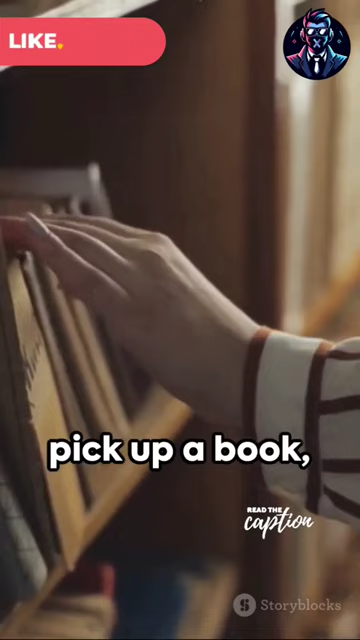 LIKE.
pick up a book,
READ THE
caption
Storyblocks